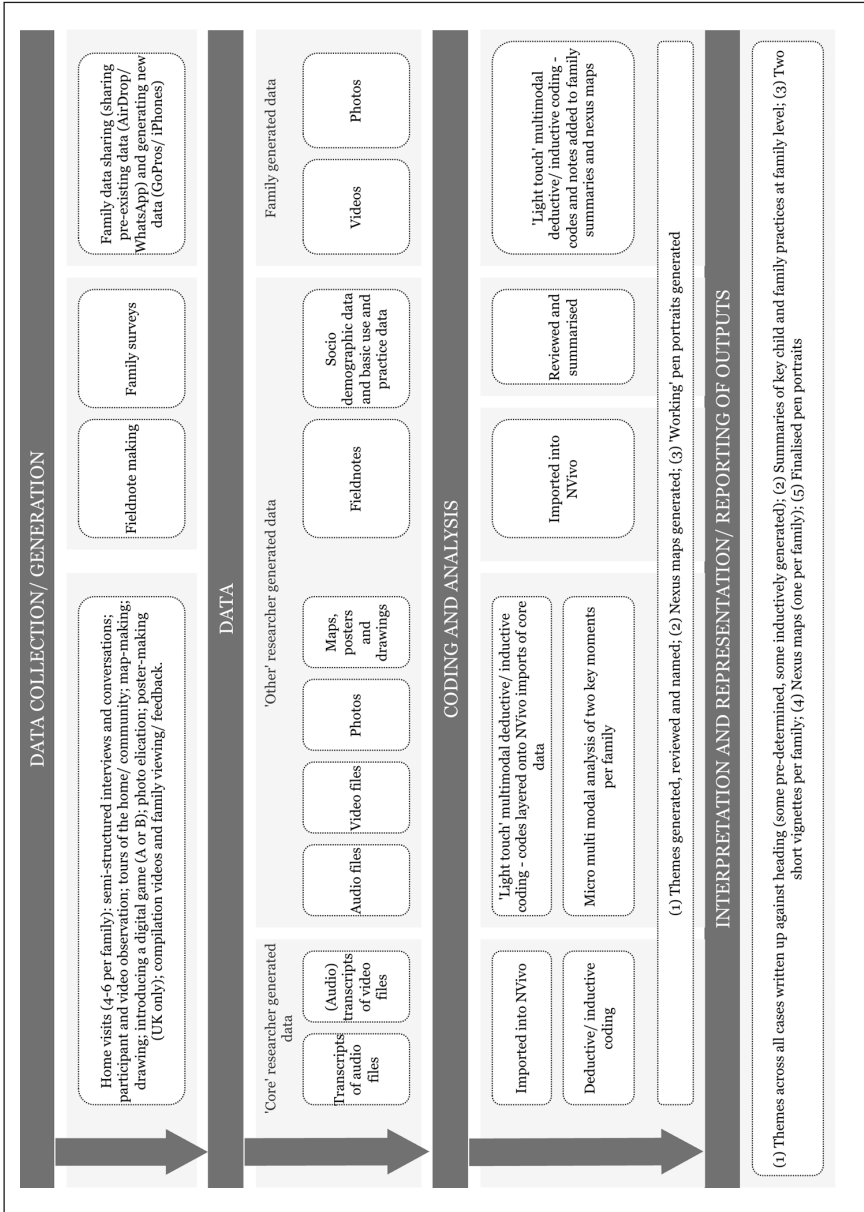 DATA COLLECTION/ GENERATION
Home visits (4-6 per family): semi-structured interviews and conversations;
participant and video observation; tours of the home/ community; map-making;
drawing; introducing a digital game (A or B); photo elication; poster-making
(UK only); compilation videos and family viewing/ feedback.
Fieldnote making
Family surveys
Family data sharing (sharing
pre-existing data (AirDrop/
WhatsApp) and generating new
data (GoPros/ iPhones)
DATA
'Core' researcher generated
data
Transcripts
of audio
files
(Audio)
transcripts
of video
files
'Other' researcher generated data
Audio files
Video files
Photos
Maps,
posters
and
drawings
Fieldnotes
Socio
demographic data
and basic use and
practice data
Family generated data
Videos
Photos
CODING AND ANALYSIS
Imported into NVivo
Deductive/ inductive
coding
'Light touch' multimodal deductive/ inductive
coding - codes layered onto NVivo imports of core
data
Micro multi modal analysis of two key moments
per family
Imported into
NVivo
Reviewed and
summarised
'Light touch' multimodal
deductive/ inductive coding -
codes and notes added to family
summaries and nexus maps
(1) Themes generated, reviewed and named; (2) Nexus maps generated; (3) 'Working' pen portraits generated
INTERPRETATION AND REPRESENTATION/ REPORTING OF OUTPUTS
(1) Themes across all cases written up against heading (some pre-determined, some inductively generated); (2) Summaries of key child and family practices at family level; (3) Two
short vignettes per family; (4) Nexus maps (one per family); (5) Finalised pen portraits